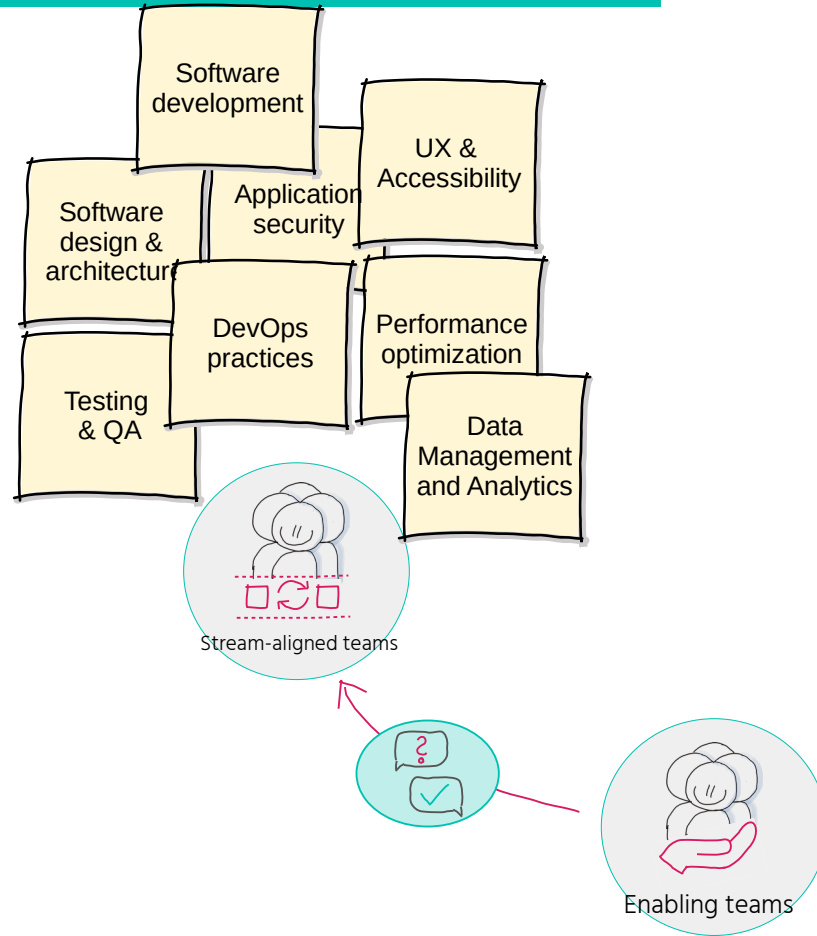 Software
development
UX &
Accessibility
Application
security
Software
design &
architecture
DevOps
practices
Performance
optimization
Testing
& QA
Data
Management
and Analytics
Stream-aligned teams
?
Enabling teams